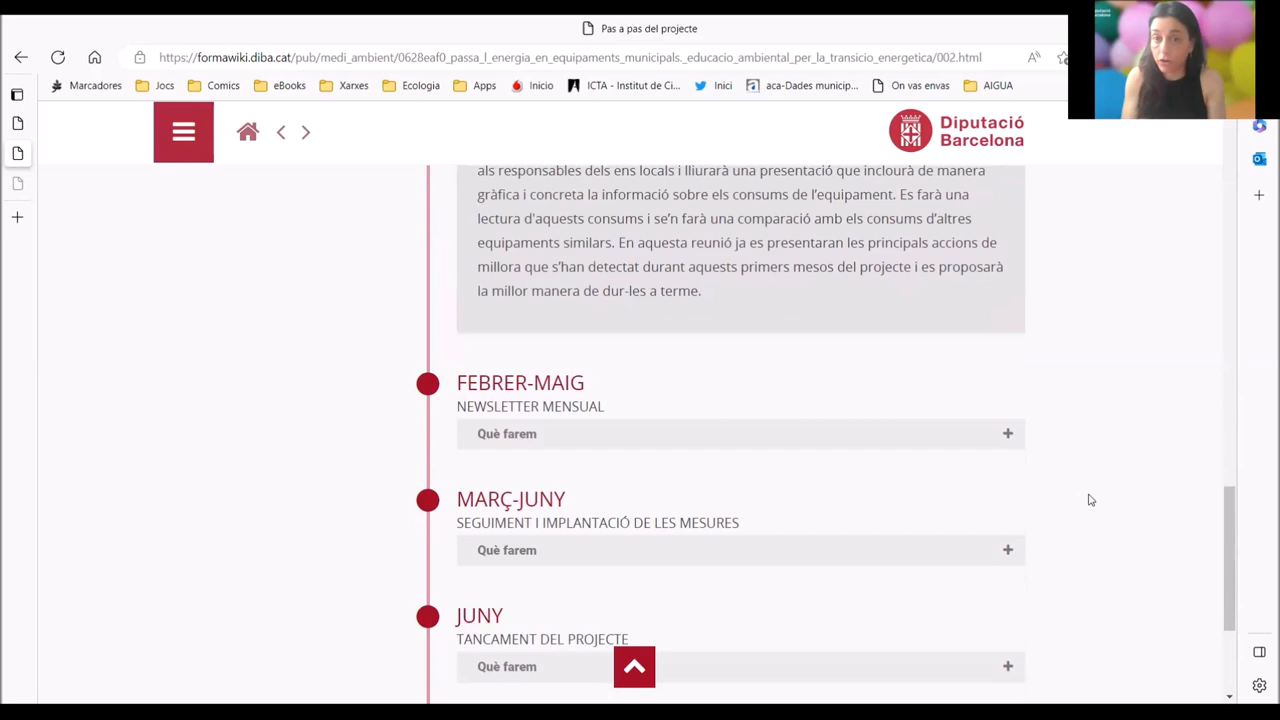 Pas a pas del projecte
https://formawiki.diba.cat/pub/medi_ambient/0628eaf0_passa_l_energia_en_equipaments_municipals._educacio_ambiental_per_la_transicio_energetica/002.html
Marcadores Jocs Comics eBooks Xarxes Ecologia Apps Inicio ICTA - Institut de Ci... Inici aca-Dades municip... On vas envas AIGUA
Diputació
Barcelona
als responsables dels ens locals i lliurarà una presentació que inclourà de manera
gràfica i concreta la informació sobre els consums de l’equipament. Es farà una
lectura d'aquests consums i se’n farà una comparació amb els consums d’altres
equipaments similars. En aquesta reunió ja es presentaran les principals accions de
millora que s’han detectat durant aquests primers mesos del projecte i es proposarà
la millor manera de dur-les a terme.
FEBRER-MAIG
NEWSLETTER MENSUAL
Què farem
MARÇ-JUNY
SEGUIMENT I IMPLANTACIÓ DE LES MESURES
Què farem
JUNY
TANCAMENT DEL PROJECTE
Què farem